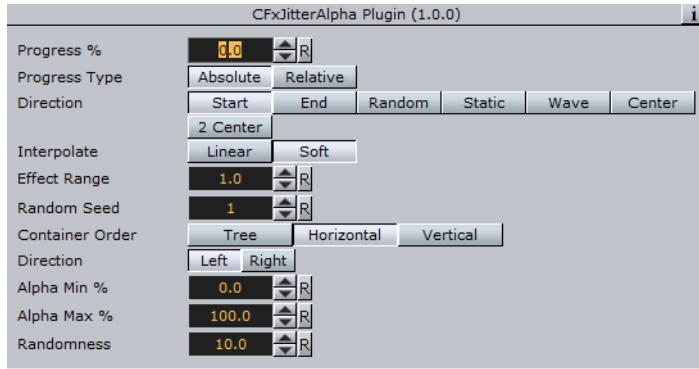 CFxJitterAlpha Plugin (1.0.0) i
Progress % 0.0 R
Progress Type Absolute Relative
Direction Start End Random Static Wave Center
2 Center
Interpolate Linear Soft
Effect Range 1.0 R
Random Seed 1 R
Container Order Tree Horizontal Vertical
Direction Left Right
Alpha Min % 0.0 R
Alpha Max % 100.0 R
Randomness 10.0 R